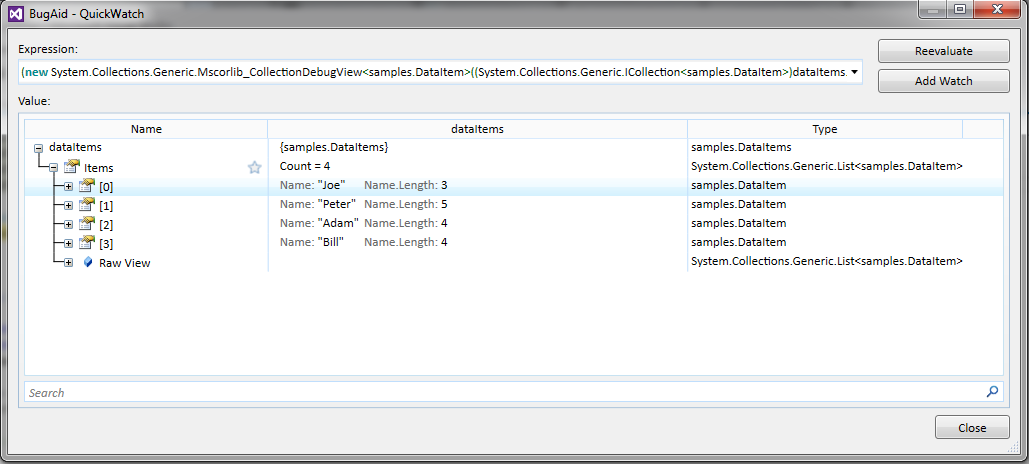 BugAid - QuickWatch
Expression:
(new System.Collections.Generic.Mscorlib_CollectionDebugView<samples.DataItem>((System.Collections.Generic.ICollection<samples.DataItem>)dataItems.
Reevaluate
Add Watch
Value:
Name dataItems Type
dataItems {samples.DataItems} samples.DataItems
Items Count = 4 System.Collections.Generic.List<samples.DataItem>
[0] Name: "Joe" Name.Length: 3 samples.DataItem
[1] Name: "Peter" Name.Length: 5 samples.DataItem
[2] Name: "Adam" Name.Length: 4 samples.DataItem
[3] Name: "Bill" Name.Length: 4 samples.DataItem
Raw View System.Collections.Generic.List<samples.DataItem>
Search
Close